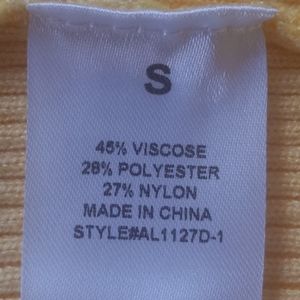 S
45% VISCOSE
28% POLYESTER
27% NYLON
MADE IN CHINA
STYLE#AL1127D-1